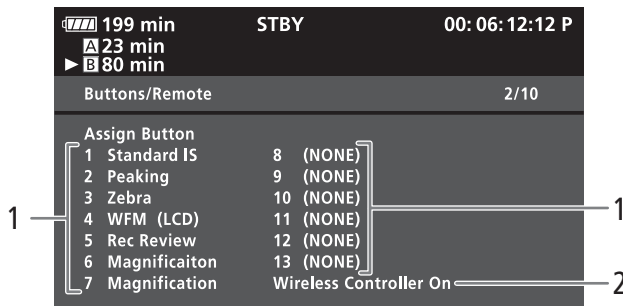 199 min STBY 00: 06: 12: 12 P
A 23 min
B 80 min
Buttons/Remote 2/10
Assign Button
1 Standard IS 8 (NONE)
2 Peaking 9 (NONE)
3 Zebra 10 (NONE)
1 4 WFM (LCD) 11 (NONE) 1
5 Rec Review 12 (NONE)
6 Magnificaiton 13 (NONE)
7 Magnification Wireless Controller On 2